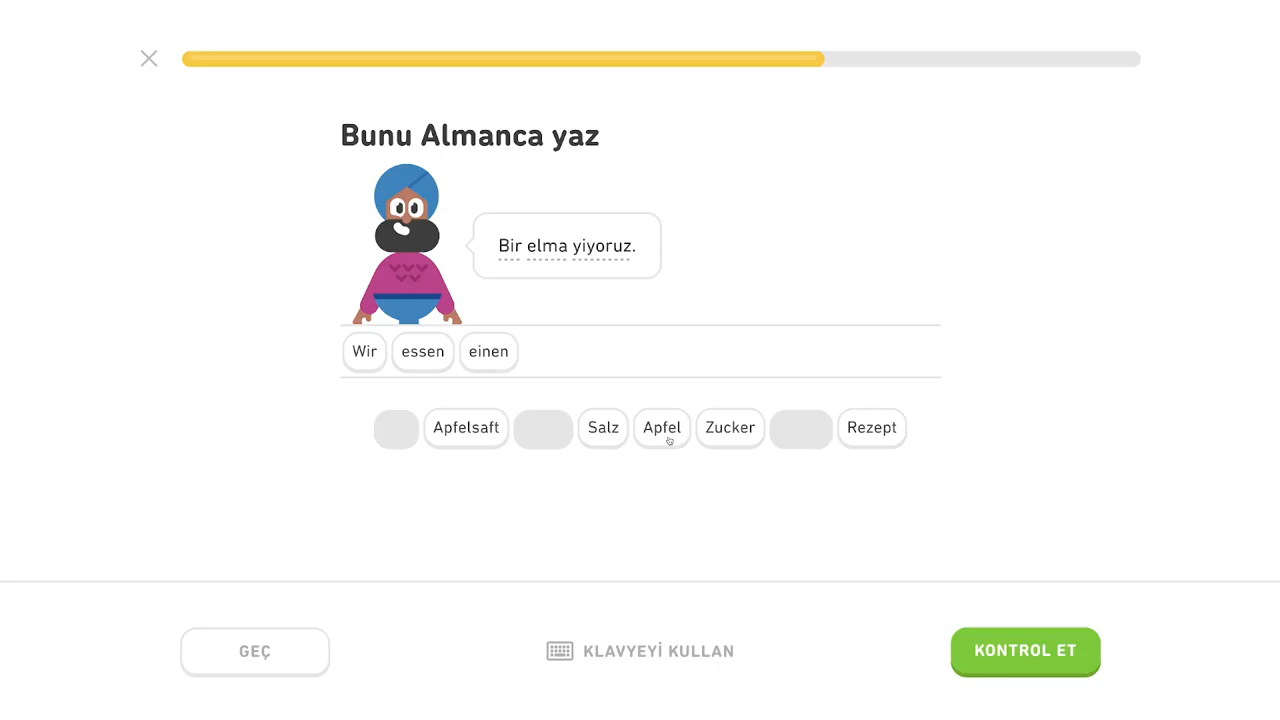 Bunu Almanca yaz
Bir elma yiyoruz.
Wir essen einen
Apfelsaft Salz Apfel Zucker Rezept
GEÇ KLAVYEYİ KULLAN KONTROL ET